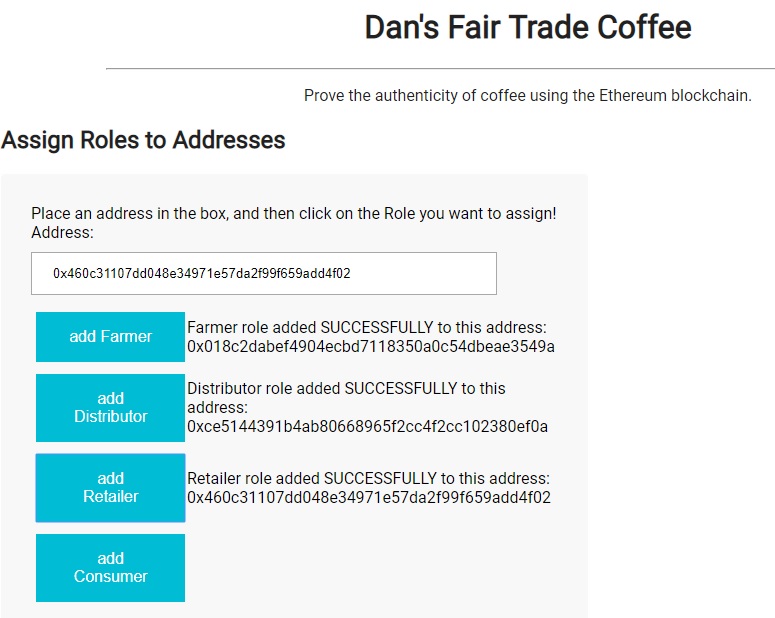 Dan's Fair Trade Coffee
Prove the authenticity of coffee using the Ethereum blockchain.
Assign Roles to Addresses
Place an address in the box, and then click on the Role you want to assign!
Address:
0x460c31107dd048e34971e57da2f99f659add4f02
add Farmer
Farmer role added SUCCESSFULLY to this address:
0x018c2dabef4904ecbd7118350a0c54dbeae3549a
add
Distributor
Distributor role added SUCCESSFULLY to this
address:
0xce5144391b4ab80668965f2cc4f2cc102380ef0a
add
Retailer
Retailer role added SUCCESSFULLY to this address:
0x460c31107dd048e34971e57da2f99f659add4f02
add
Consumer